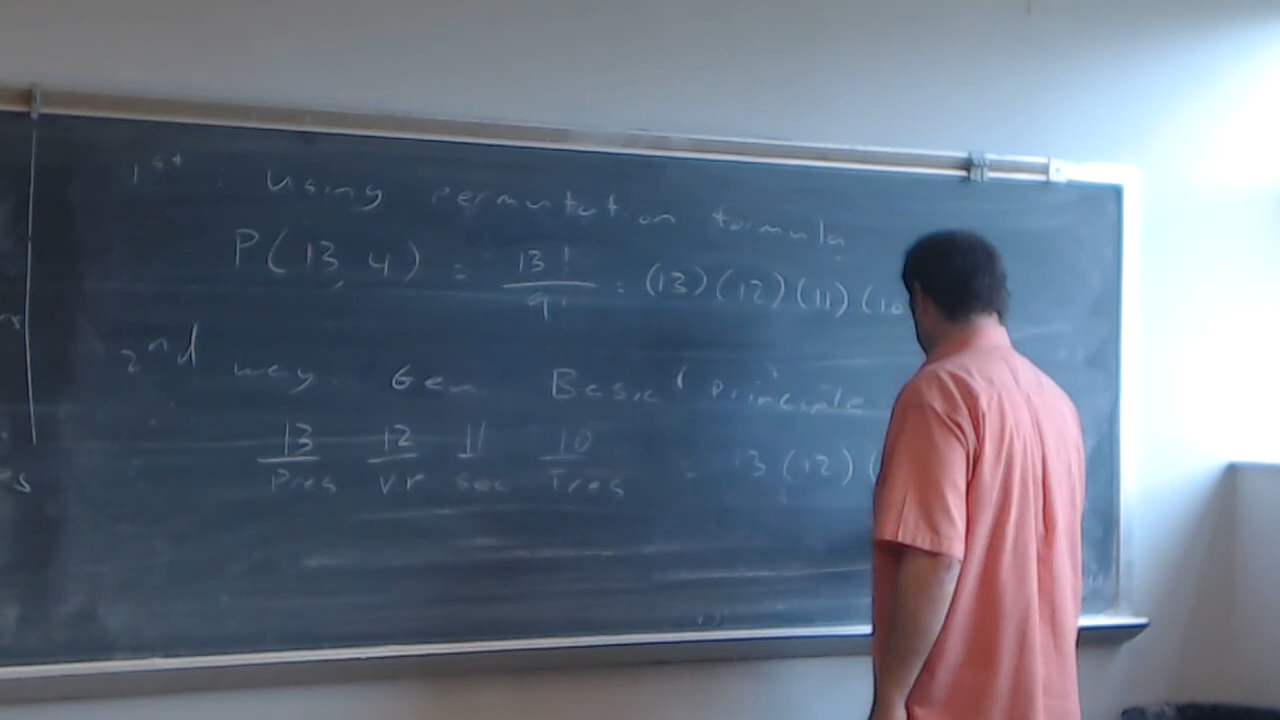 1st : using permutation formula
P(13, 4) = 13! / 9! = (13)(12)(11)(10
2nd way: Gen Basic Principle
13 12 11 10
Pres V.P Sec Tres = 13(12)(